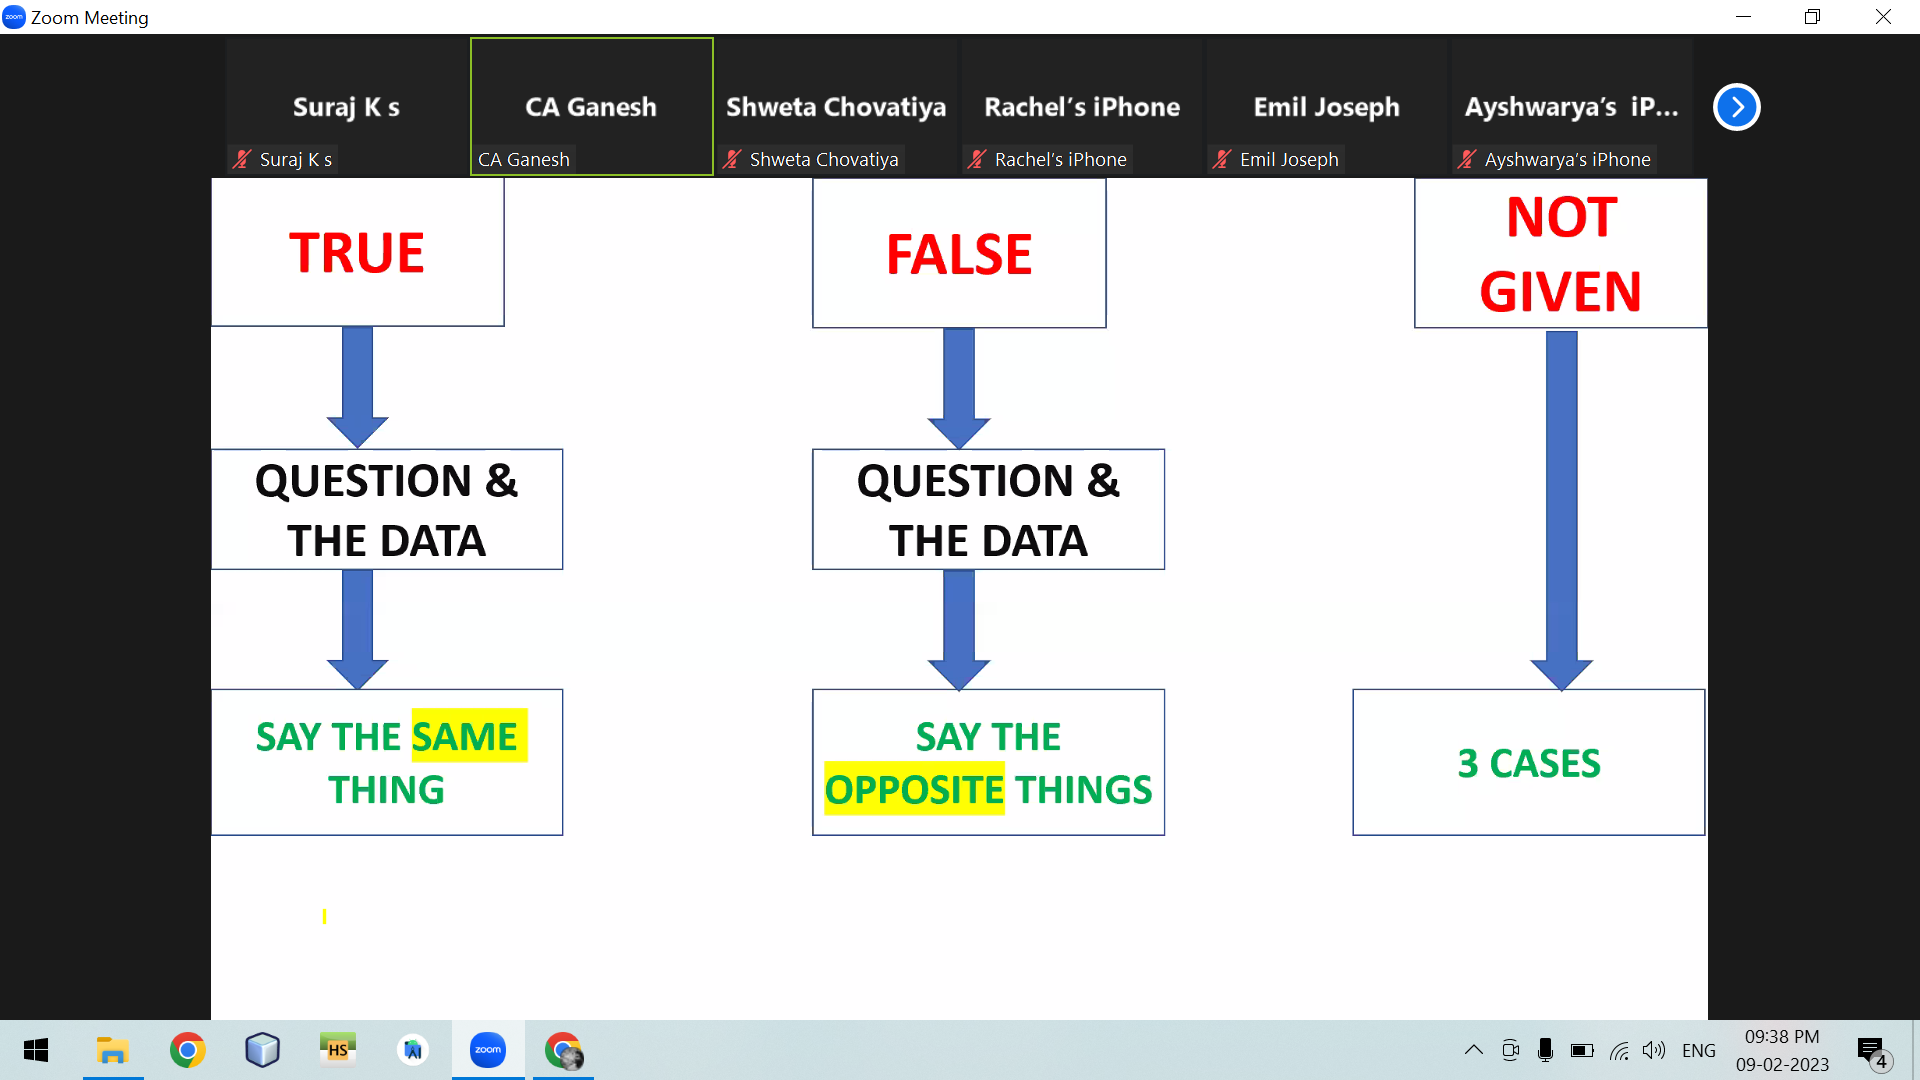 zoom Zoom Meeting
Suraj K s
CA Ganesh
Shweta Chovatiya
Rachel's iPhone
Emil Joseph
Ayshwarya's iP...
Suraj K s
CA Ganesh
Shweta Chovatiya
Rachel's iPhone
Emil Joseph
Ayshwarya's iPhone
TRUE
FALSE
NOT
GIVEN
QUESTION &
THE DATA
QUESTION &
THE DATA
SAY THE SAME
THING
SAY THE
OPPOSITE THINGS
3 CASES
HS
zoom
ENG
09:38 PM
09-02-2023
4